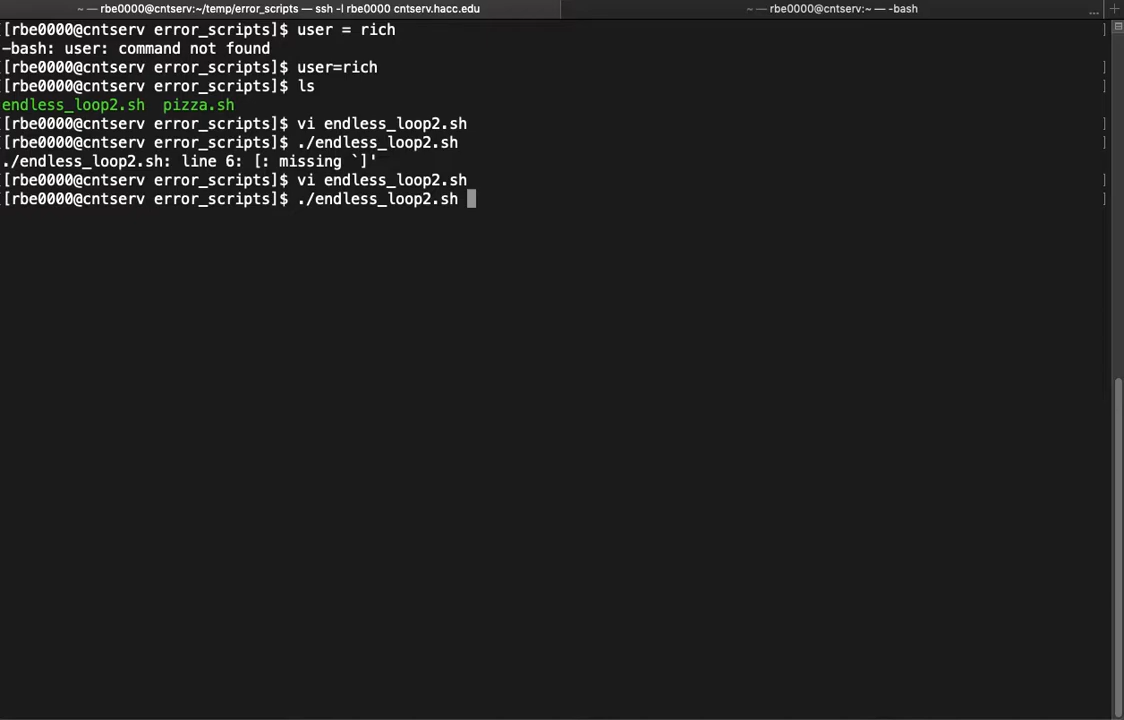 ~ — rbe0000@cntserv:~/temp/error_scripts — ssh -l rbe0000 cntserv.hacc.edu
~ — rbe0000@cntserv:~ — -bash
... +
[[rbe0000@cntserv error_scripts]$ user = rich ]
-bash: user: command not found
[[rbe0000@cntserv error_scripts]$ user=rich ]
[[rbe0000@cntserv error_scripts]$ ls ]
endless_loop2.sh  pizza.sh
[[rbe0000@cntserv error_scripts]$ vi endless_loop2.sh ]
[[rbe0000@cntserv error_scripts]$ ./endless_loop2.sh ]
./endless_loop2.sh: line 6: [: missing `]'
[[rbe0000@cntserv error_scripts]$ vi endless_loop2.sh ]
[[rbe0000@cntserv error_scripts]$ ./endless_loop2.sh ]